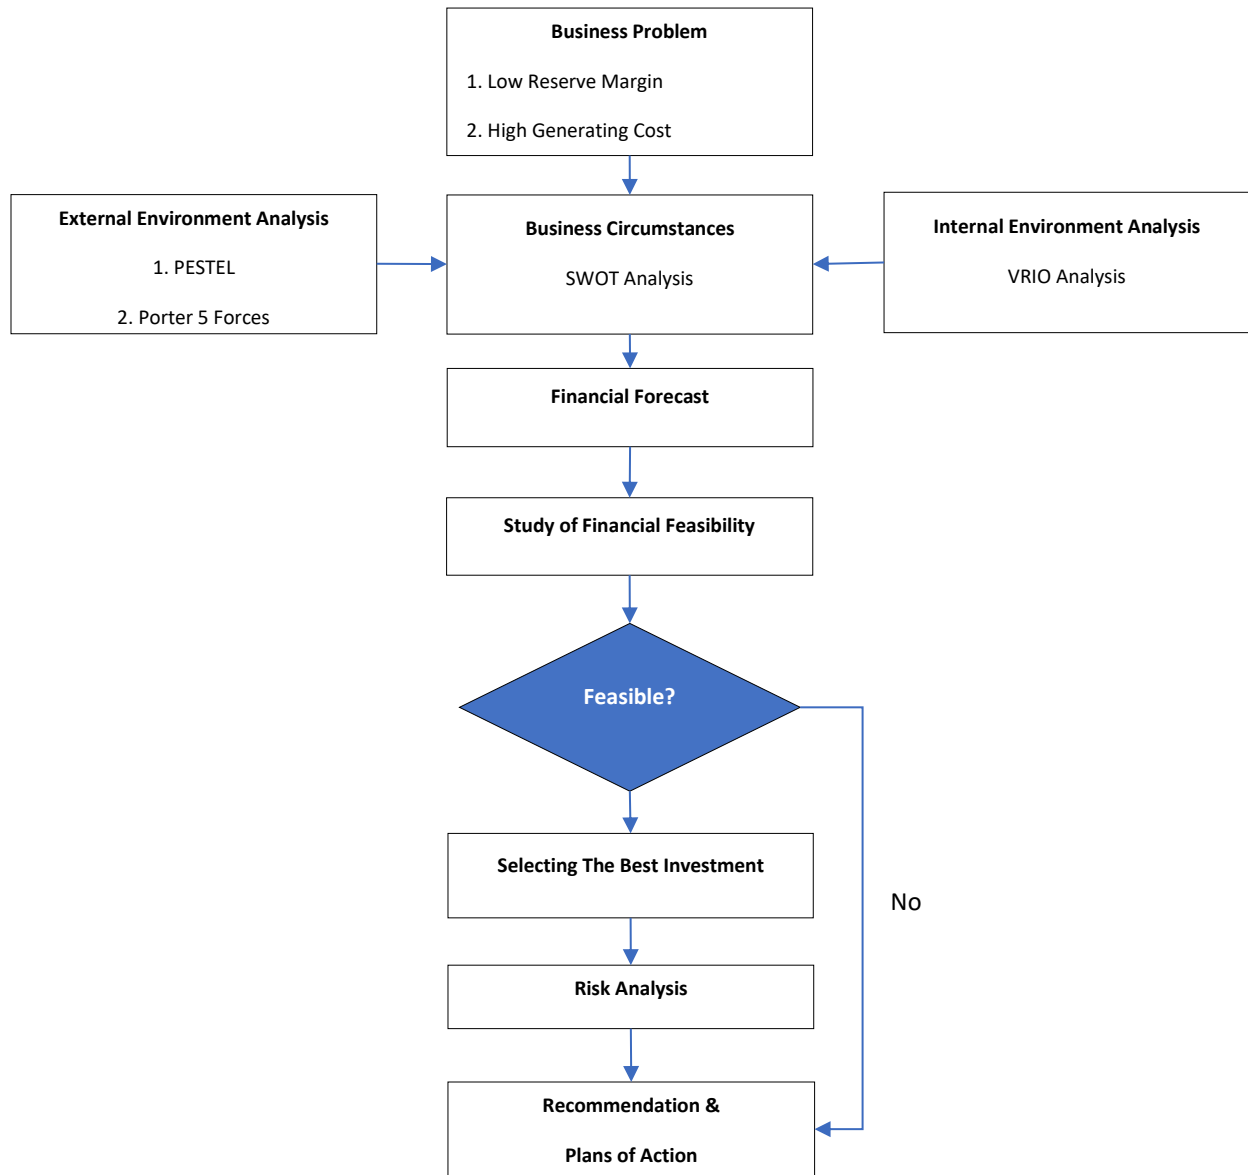 Business Problem
1. Low Reserve Margin
2. High Generating Cost
External Environment Analysis
1. PESTEL
2. Porter 5 Forces
Business Circumstances
SWOT Analysis
Internal Environment Analysis
VRIO Analysis
Financial Forecast
Study of Financial Feasibility
Feasible?
Selecting The Best Investment
No
Risk Analysis
Recommendation &
Plans of Action